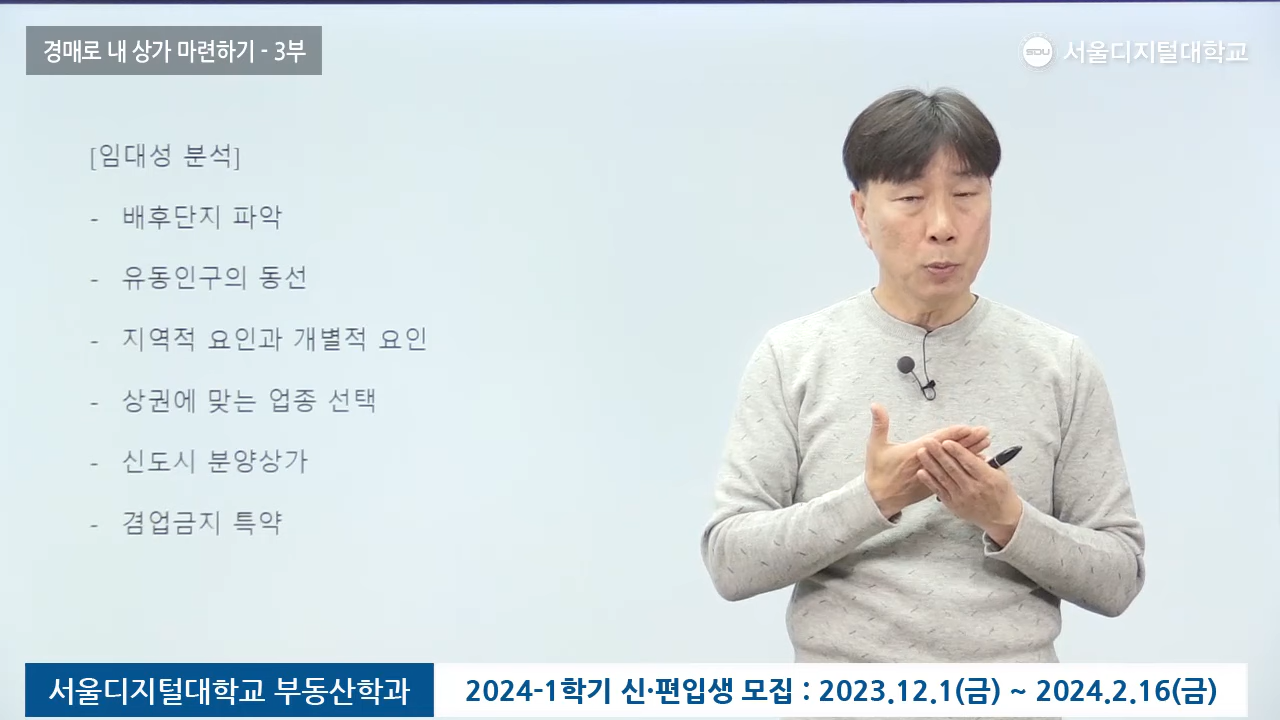 경매로 내 상가 마련하기 - 3부
SDU 서울디지털대학교
[임대성 분석]
- 배후단지 파악
- 유동인구의 동선
- 지역적 요인과 개별적 요인
- 상권에 맞는 업종 선택
- 신도시 분양상가
- 겸업금지 특약
서울디지털대학교 부동산학과
2024-1학기 신·편입생 모집 : 2023.12.1(금) ~ 2024.2.16(금)